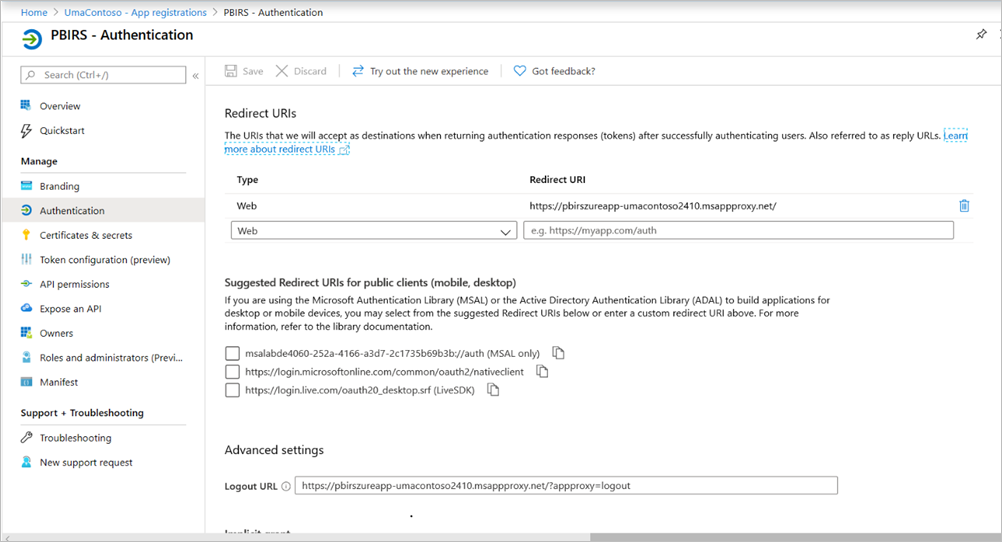 Home > UmaContoso - App registrations > PBIRS - Authentication
PBIRS - Authentication
Search (Ctrl+/)
«
Save
Discard
Try out the new experience
Got feedback?
Overview
Quickstart
Manage
Branding
Authentication
Certificates & secrets
Token configuration (preview)
API permissions
Expose an API
Owners
Roles and administrators (Previ...
Manifest
Support + Troubleshooting
Troubleshooting
New support request
Redirect URIs
The URIs that we will accept as destinations when returning authentication responses (tokens) after successfully authenticating users. Also referred to as reply URLs. Learn
more about redirect URIs
Type Redirect URI
Web https://pbirszureapp-umacontoso2410.msappproxy.net/
Web e.g. https://myapp.com/auth
Suggested Redirect URIs for public clients (mobile, desktop)
If you are using the Microsoft Authentication Library (MSAL) or the Active Directory Authentication Library (ADAL) to build applications for
desktop or mobile devices, you may select from the suggested Redirect URIs below or enter a custom redirect URI above. For more
information, refer to the library documentation.
msalabde4060-252a-4166-a3d7-2c1735b69b3b://auth (MSAL only)
https://login.microsoftonline.com/common/oauth2/nativeclient
https://login.live.com/oauth20_desktop.srf (LiveSDK)
Advanced settings
Logout URL https://pbirszureapp-umacontoso2410.msappproxy.net/?appproxy=logout
Implicit grant